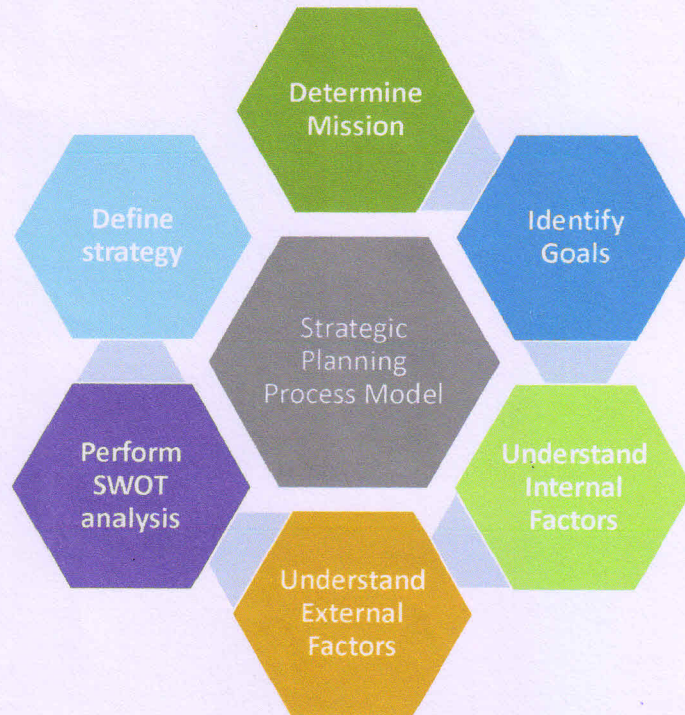 Determine
Mission
Identify
Goals
Understand
Internal
Factors
Understand
External
Factors
Perform
SWOT
analysis
Define
strategy
Strategic
Planning
Process Model